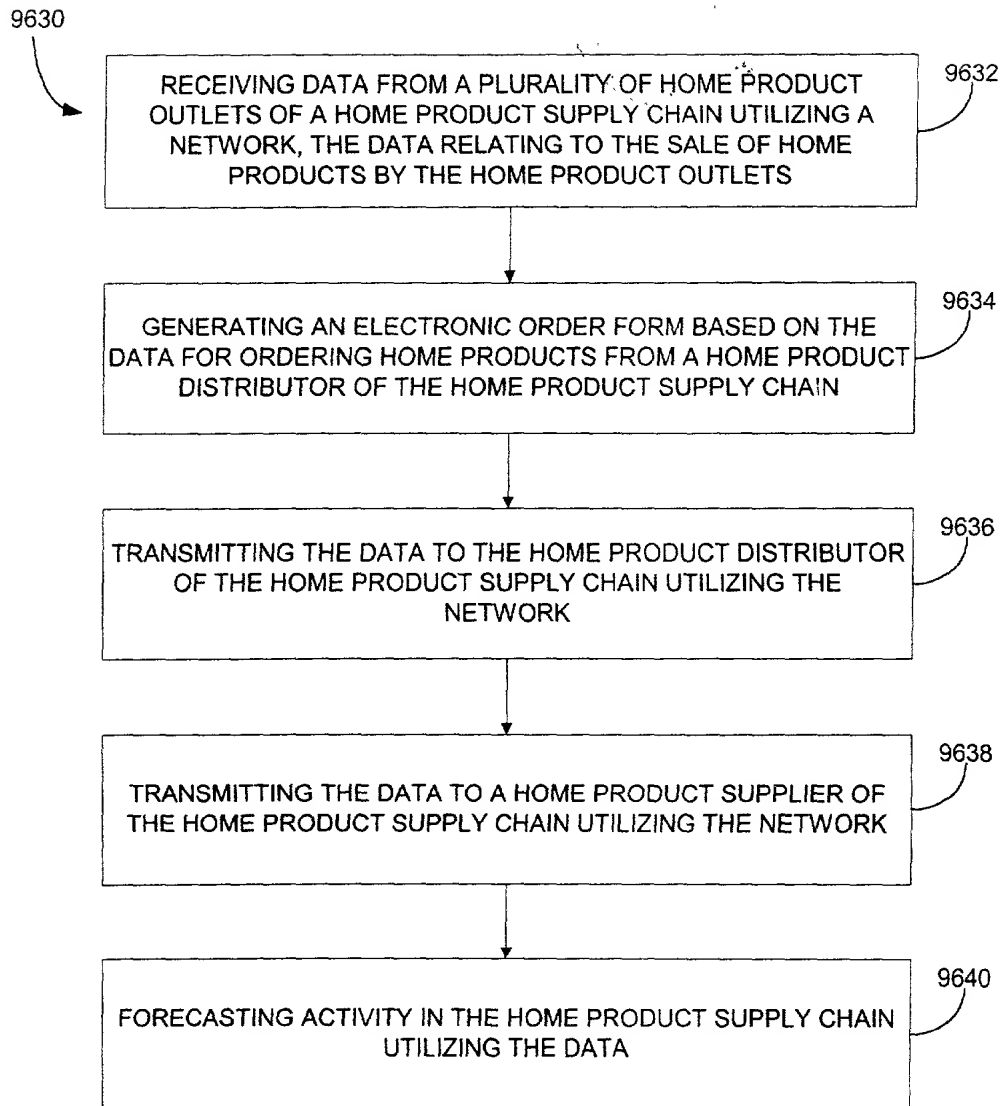 9630
RECEIVING DATA FROM A PLURALITY OF HOME PRODUCT
OUTLETS OF A HOME PRODUCT SUPPLY CHAIN UTILIZING A
NETWORK, THE DATA RELATING TO THE SALE OF HOME
PRODUCTS BY THE HOME PRODUCT OUTLETS
9632
GENERATING AN ELECTRONIC ORDER FORM BASED ON THE
DATA FOR ORDERING HOME PRODUCTS FROM A HOME PRODUCT
DISTRIBUTOR OF THE HOME PRODUCT SUPPLY CHAIN
9634
TRANSMITTING THE DATA TO THE HOME PRODUCT DISTRIBUTOR
OF THE HOME PRODUCT SUPPLY CHAIN UTILIZING THE
NETWORK
9636
TRANSMITTING THE DATA TO A HOME PRODUCT SUPPLIER OF
THE HOME PRODUCT SUPPLY CHAIN UTILIZING THE NETWORK
9638
FORECASTING ACTIVITY IN THE HOME PRODUCT SUPPLY CHAIN
UTILIZING THE DATA
9640